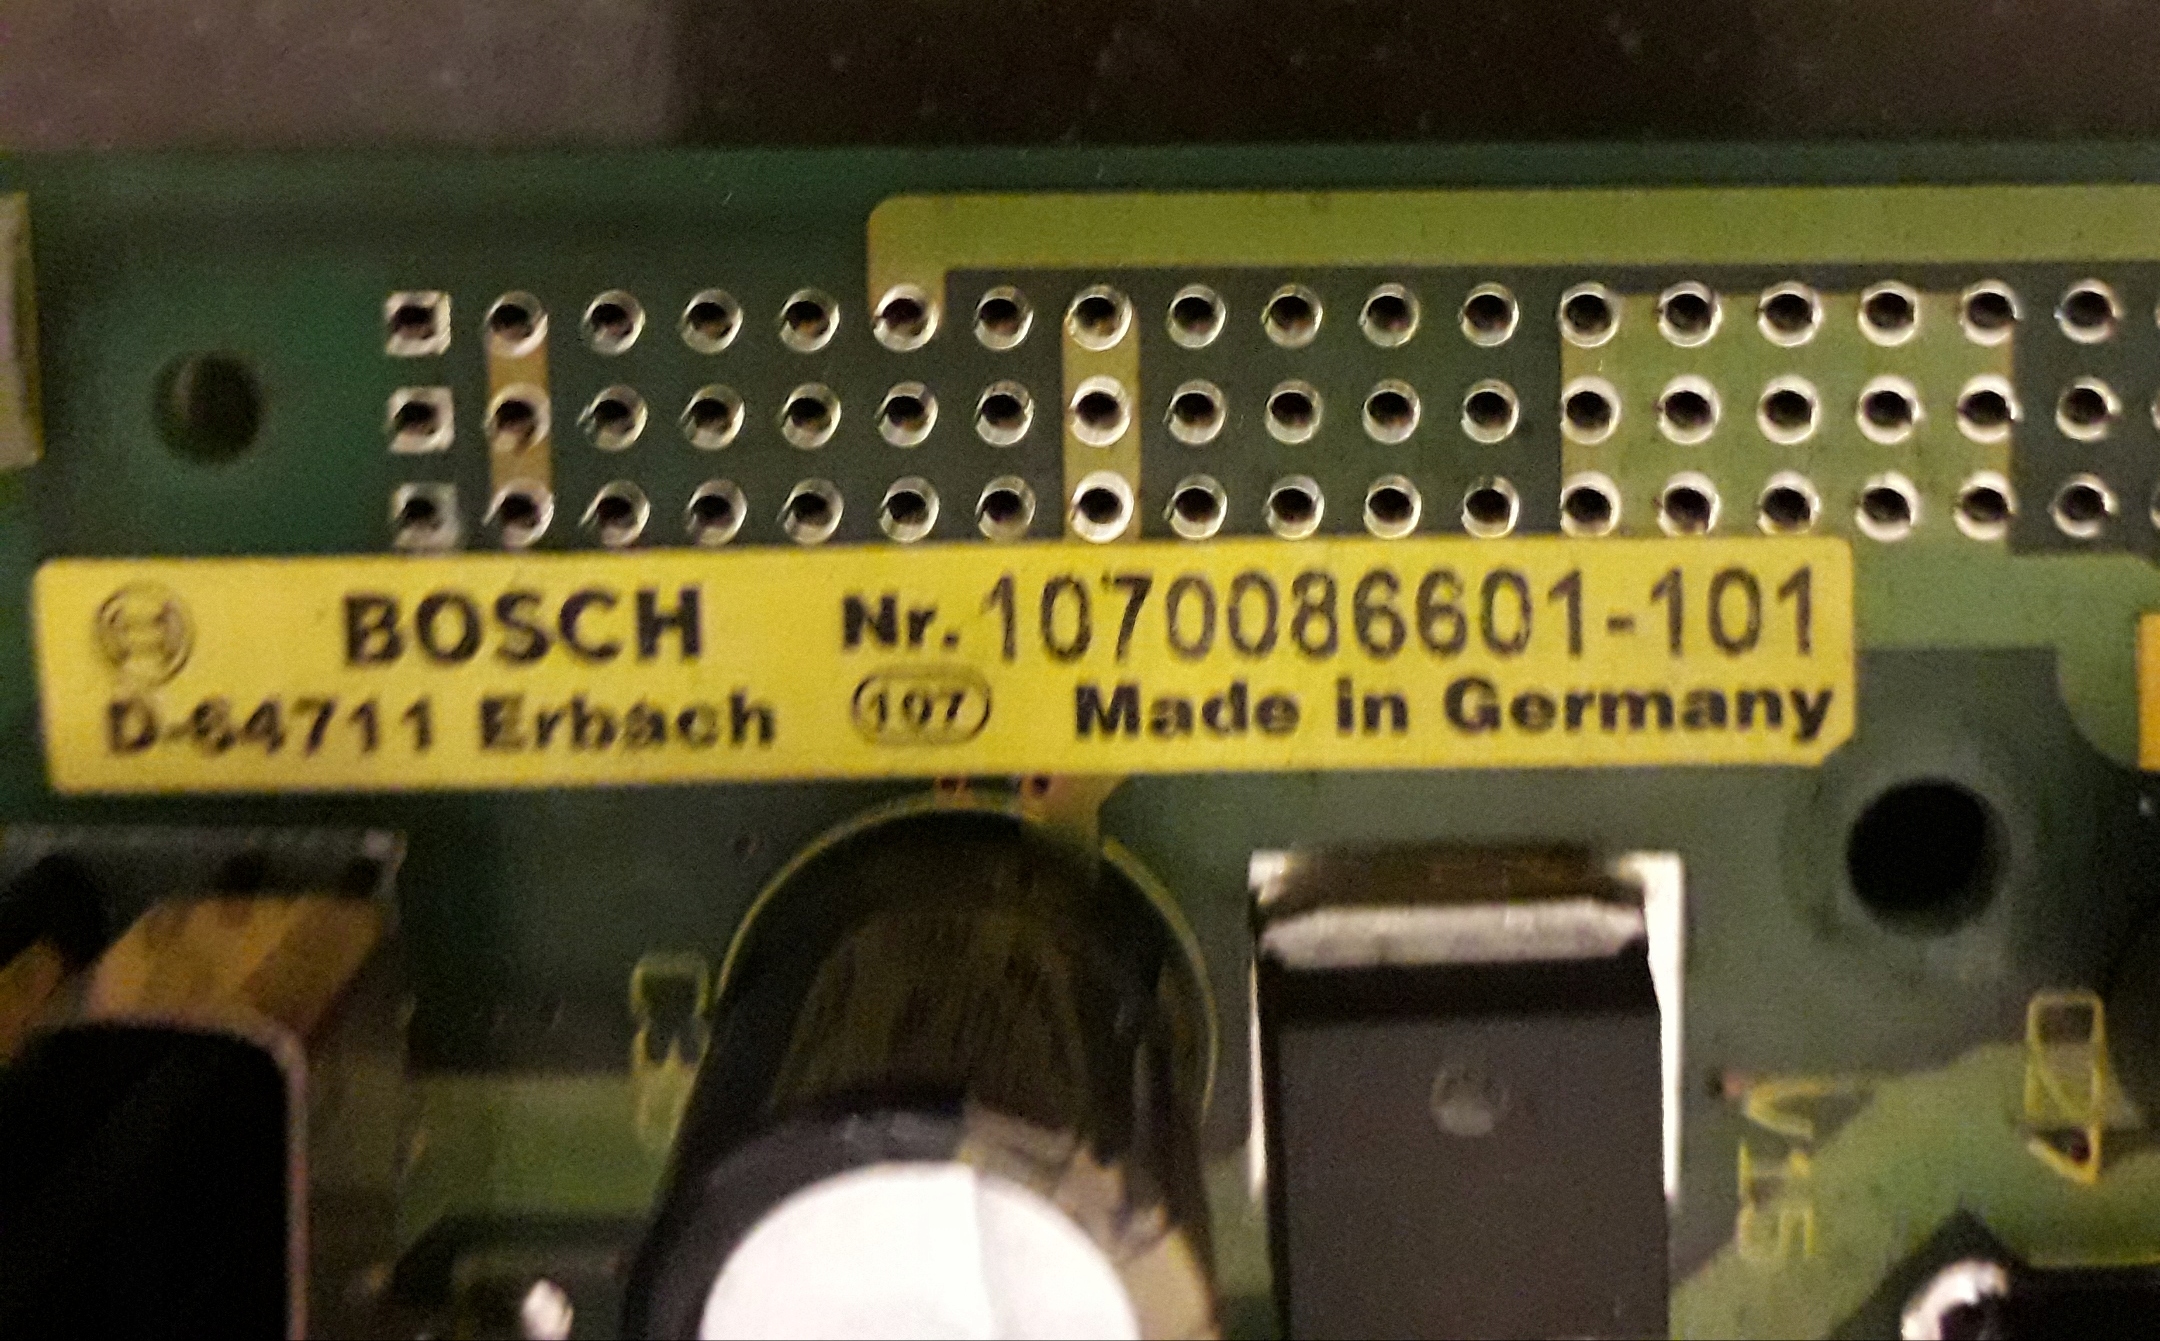 BOSCH Nr. 1070086601-101
D-64711 Erbach 107 Made in Germany